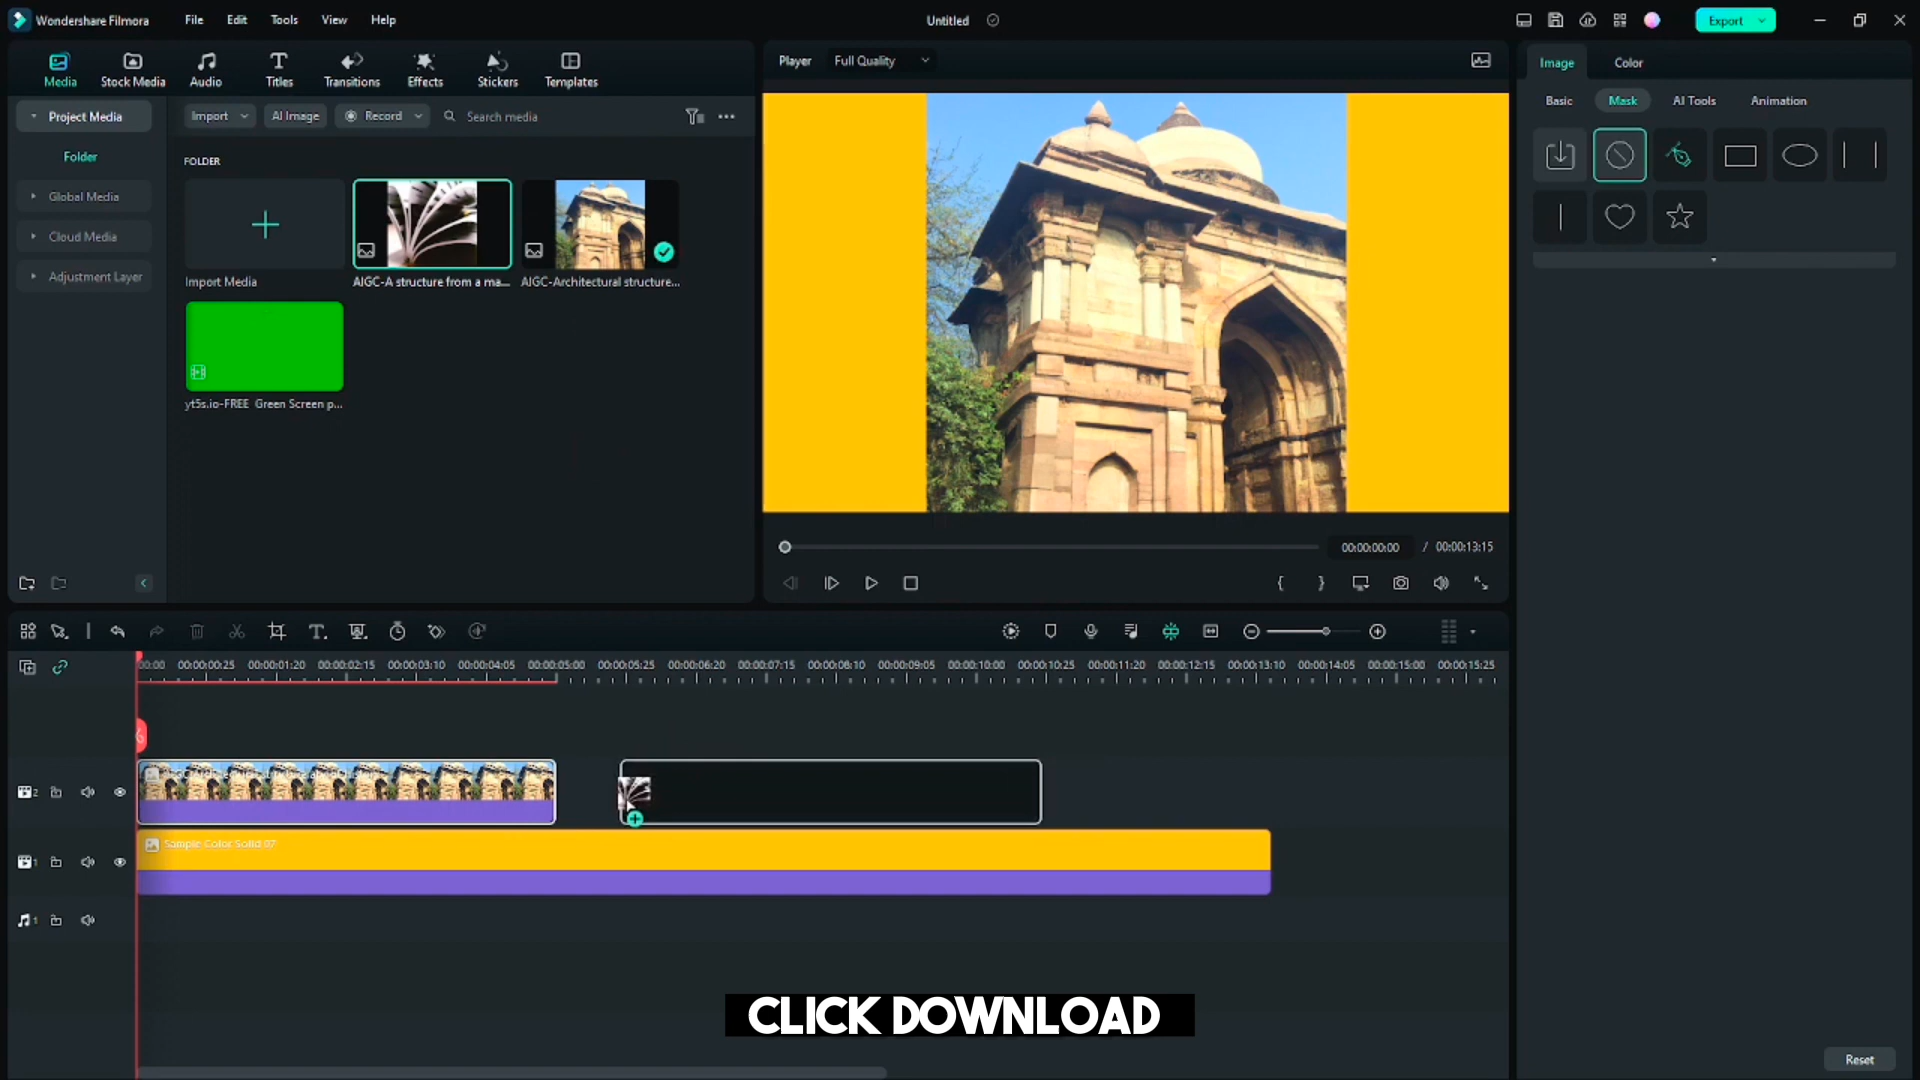 Wondershare Filmora
File
Edit
Tools
View
Help
Untitled
Export
Media
Stock Media
Audio
Titles
Transitions
Effects
Stickers
Templates
Player
Full Quality
Image
Color
Basic
Mask
AI Tools
Animation
Project Media
Folder
Global Media
Cloud Media
Adjustment Layer
Import
AI Image
Record
Search media
FOLDER
Import Media
AIGC-A structure from a ma...
AIGC-Architectural structure...
yt5s.io-FREE Green Screen p...
00:00:00:00 / 00:00:13:15
00:00 00:00:00:25 00:00:01:20 00:00:02:15 00:00:03:10 00:00:04:05 00:00:05:00 00:00:05:25 00:00:06:20 00:00:07:15 00:00:08:10 00:00:09:05 00:00:10:00 00:00:10:25 00:00:11:20 00:00:12:15 00:00:13:10 00:00:14:05 00:00:15:00 00:00:15:25
2
1
Sample Color Solid 07
1
CLICK DOWNLOAD
Reset